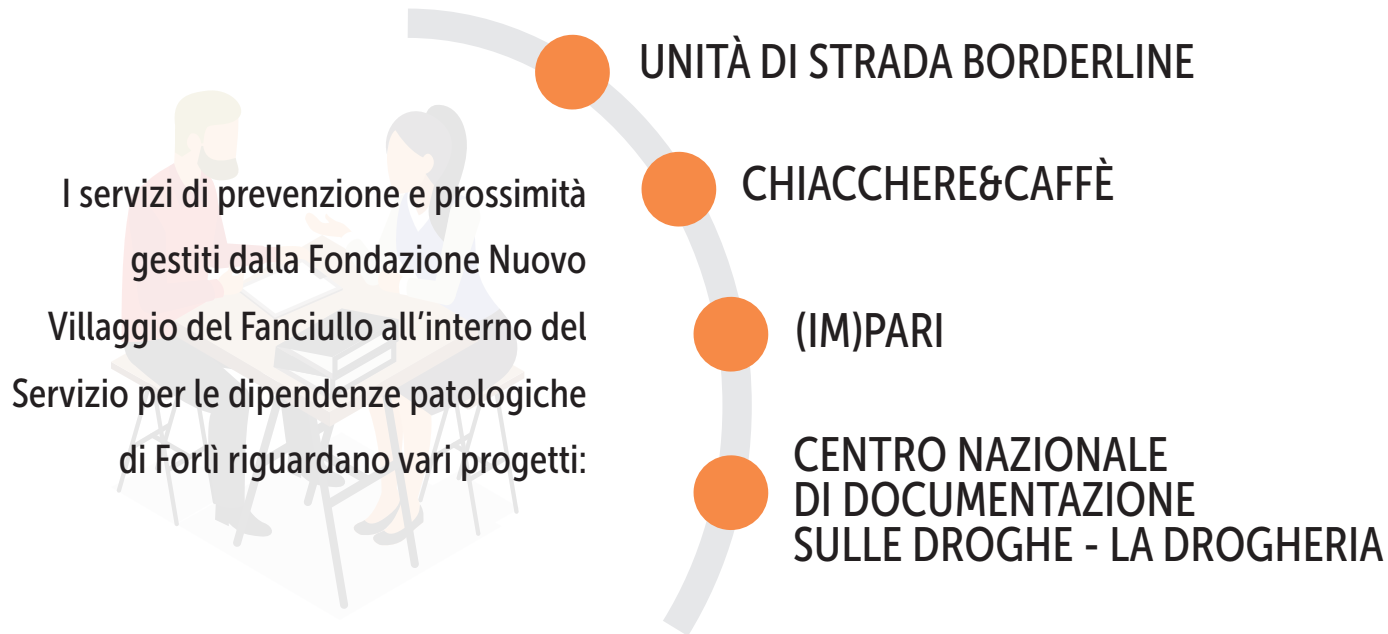 I servizi di prevenzione e prossimità
gestiti dalla Fondazione Nuovo
Villaggio del Fanciullo all’interno del
Servizio per le dipendenze patologiche
di Forlì riguardano vari progetti:
UNITÀ DI STRADA BORDERLINE
CHIACCHERE&CAFFÈ
(IM)PARI
CENTRO NAZIONALE
DI DOCUMENTAZIONE
SULLE DROGHE - LA DROGHERIA